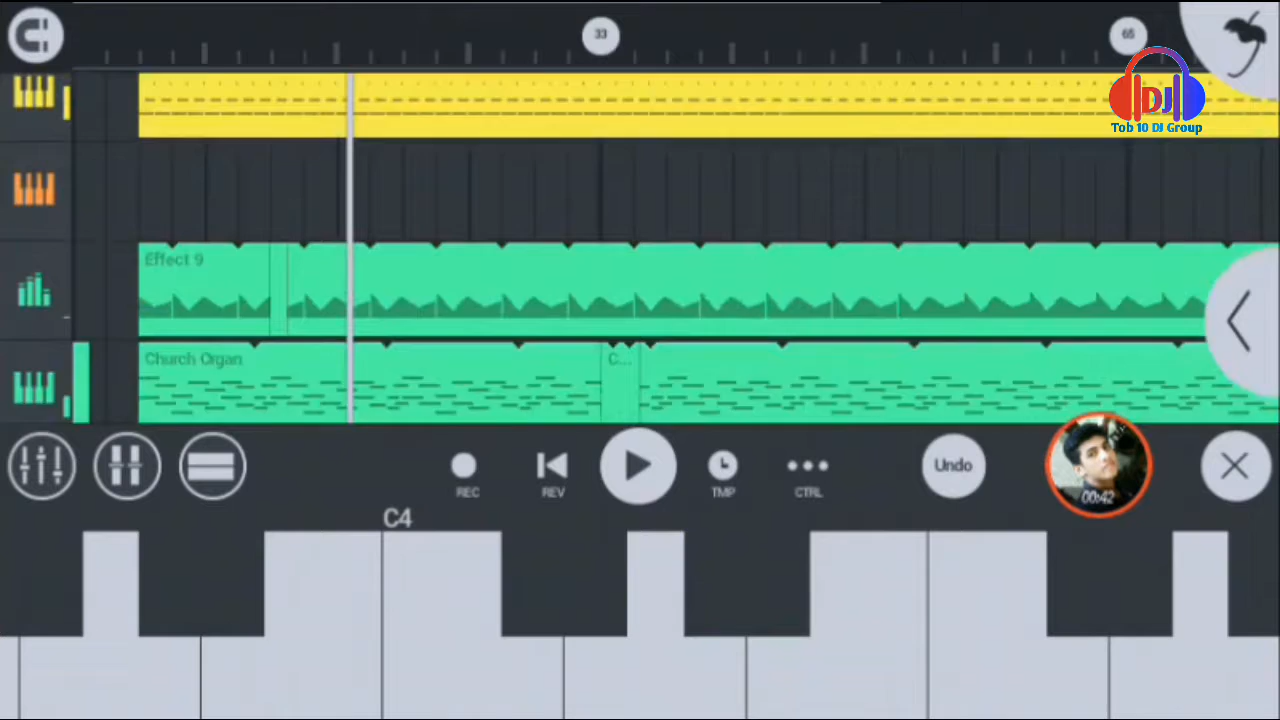 33
65
DJ
Tob 10 DJ Group
Effect 9
Church Organ
C...
REC
REV
TMP
CTRL
Undo
00:42
C4